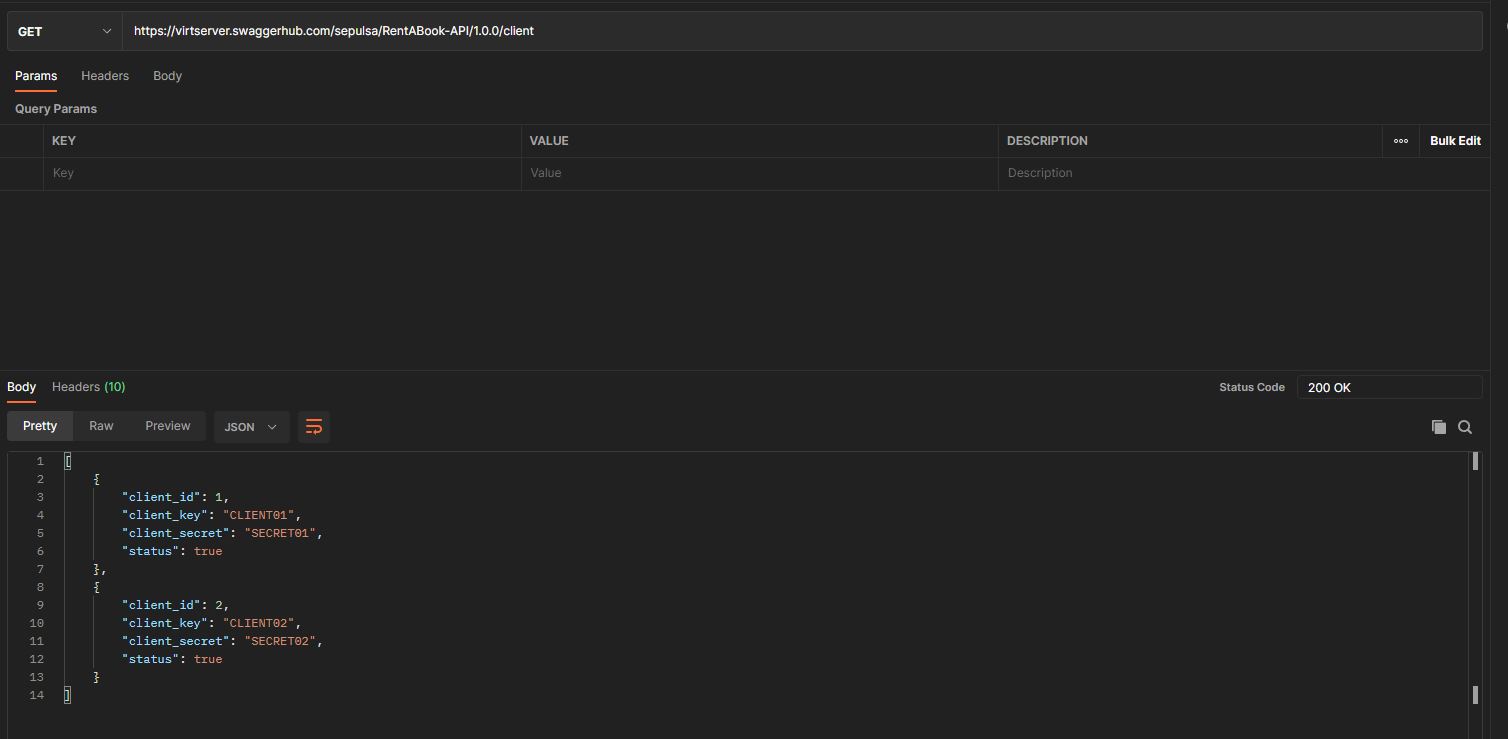 GET https://virtserver.swaggerhub.com/sepulsa/RentABook-API/1.0.0/client
Params Headers Body
Query Params
KEY VALUE DESCRIPTION ooo Bulk Edit
Key Value Description
Body Headers (10) Status Code 200 OK
Pretty Raw Preview JSON
1 [
2 {
3 "client_id": 1,
4 "client_key": "CLIENT01",
5 "client_secret": "SECRET01",
6 "status": true
7 },
8 {
9 "client_id": 2,
10 "client_key": "CLIENT02",
11 "client_secret": "SECRET02",
12 "status": true
13 }
14 ]